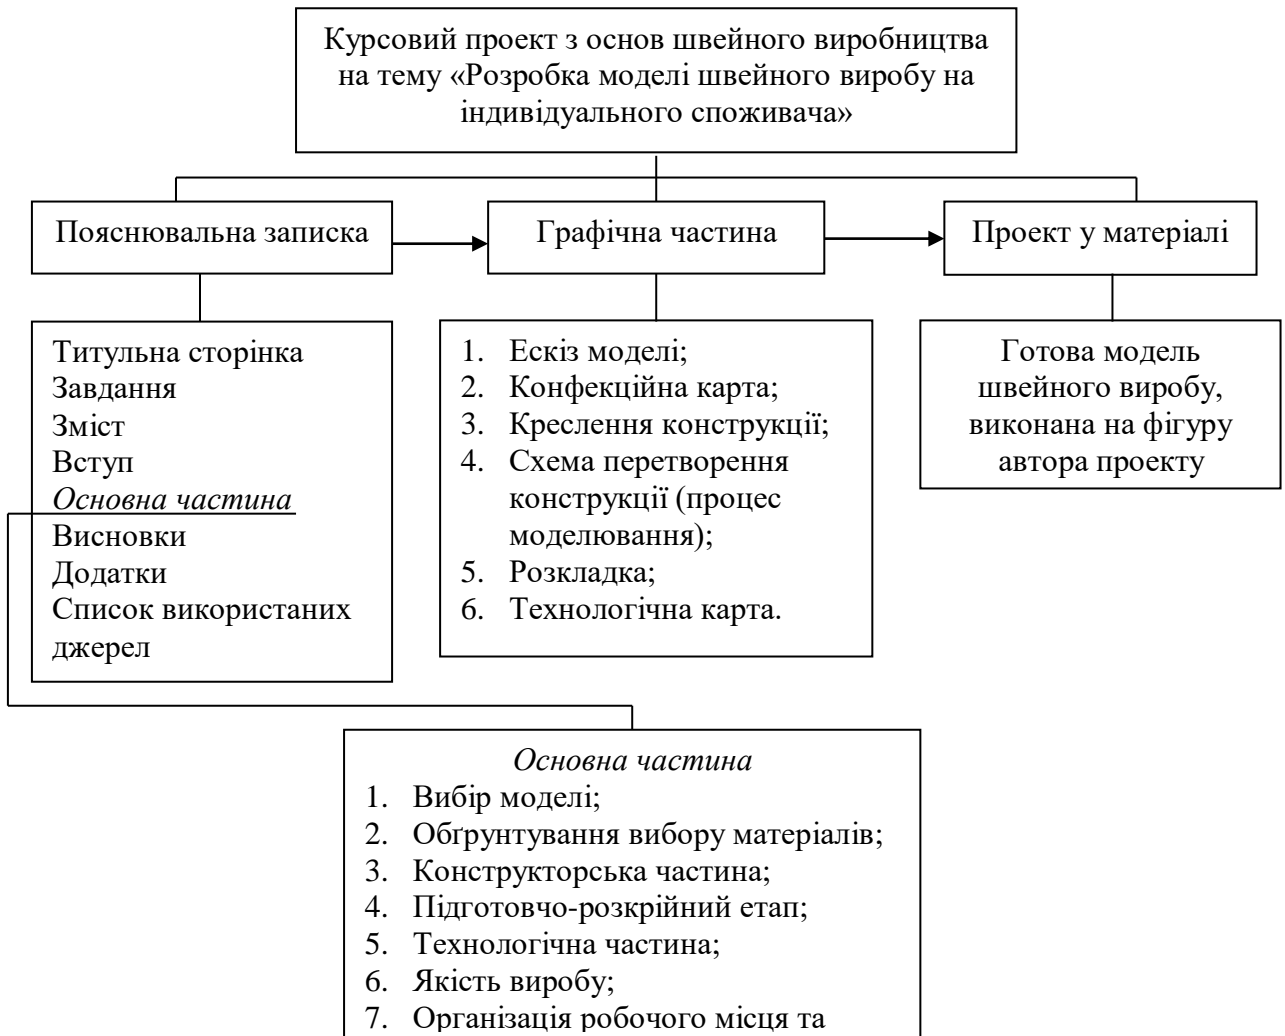 Курсовий проект з основ швейного виробництва
на тему «Розробка моделі швейного виробу на
індивідуального споживача»
Пояснювальна записка
Графічна частина
Проект у матеріалі
Титульна сторінка
Завдання
Зміст
Вступ
Основна частина
Висновки
Додатки
Список використаних
джерел
1. Ескіз моделі;
2. Конфекційна карта;
3. Креслення конструкції;
4. Схема перетворення
конструкції (процес
моделювання);
5. Розкладка;
6. Технологічна карта.
Готова модель
швейного виробу,
виконана на фігуру
автора проекту
Основна частина
1. Вибір моделі;
2. Обґрунтування вибору матеріалів;
3. Конструкторська частина;
4. Підготовчо-розкрійний етап;
5. Технологічна частина;
6. Якість виробу;
7. Організація робочого місця та